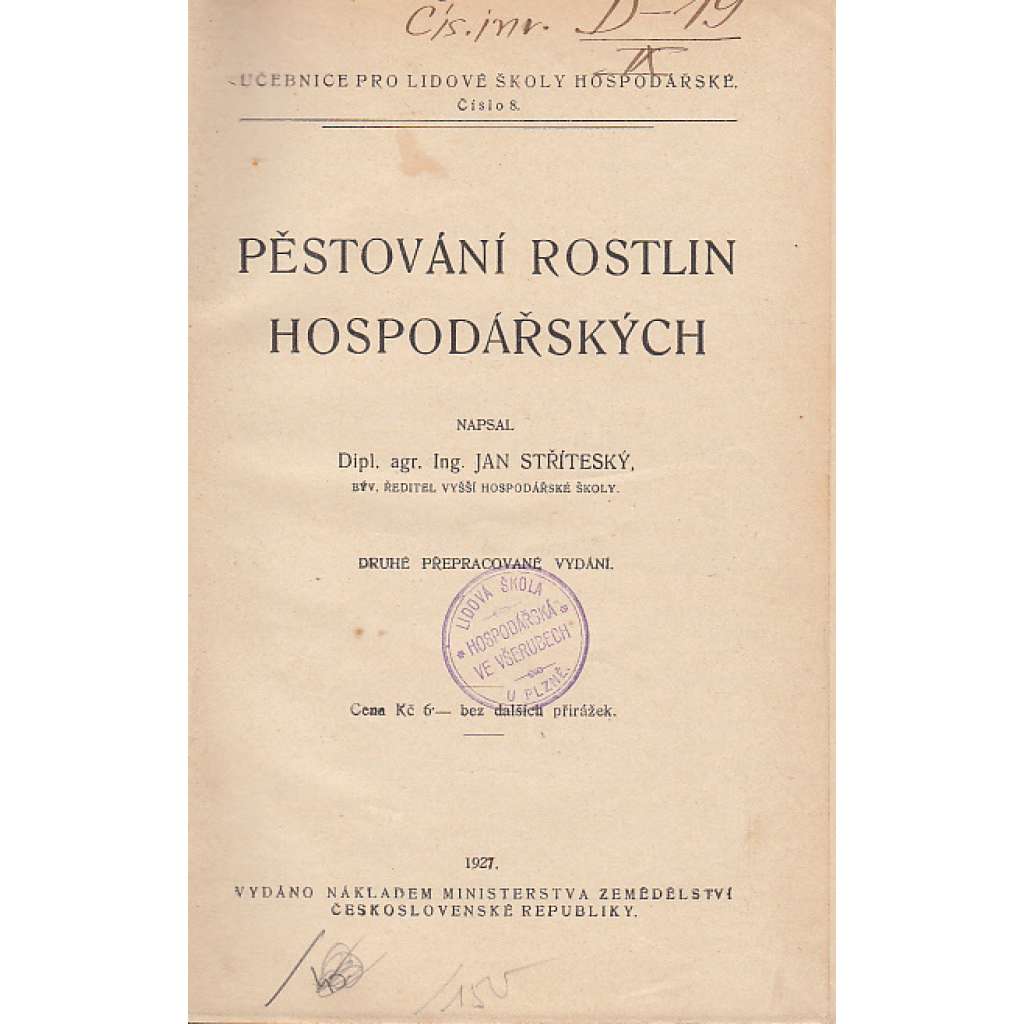 Čís. inv. D-19
IX
UČEBNICE PRO LIDOVÉ ŠKOLY HOSPODÁŘSKÉ.
Číslo 8.
PĚSTOVÁNÍ ROSTLIN
HOSPODÁŘSKÝCH
NAPSAL
Dipl. agr. Ing. JAN STŘÍTESKÝ,
BÝV. ŘEDITEL VYŠŠÍ HOSPODÁŘSKÉ ŠKOLY.
DRUHÉ PŘEPRACOVANÉ VYDÁNÍ.
LIDOVÁ ŠKOLA
HOSPODÁŘSKÁ
VE VŠERUBECH
U PLZNĚ.
Cena Kč 6·— bez dalších přirážek.
1927.
VYDÁNO NÁKLADEM MINISTERSTVA ZEMĚDĚLSTVÍ
ČESKOSLOVENSKÉ REPUBLIKY.